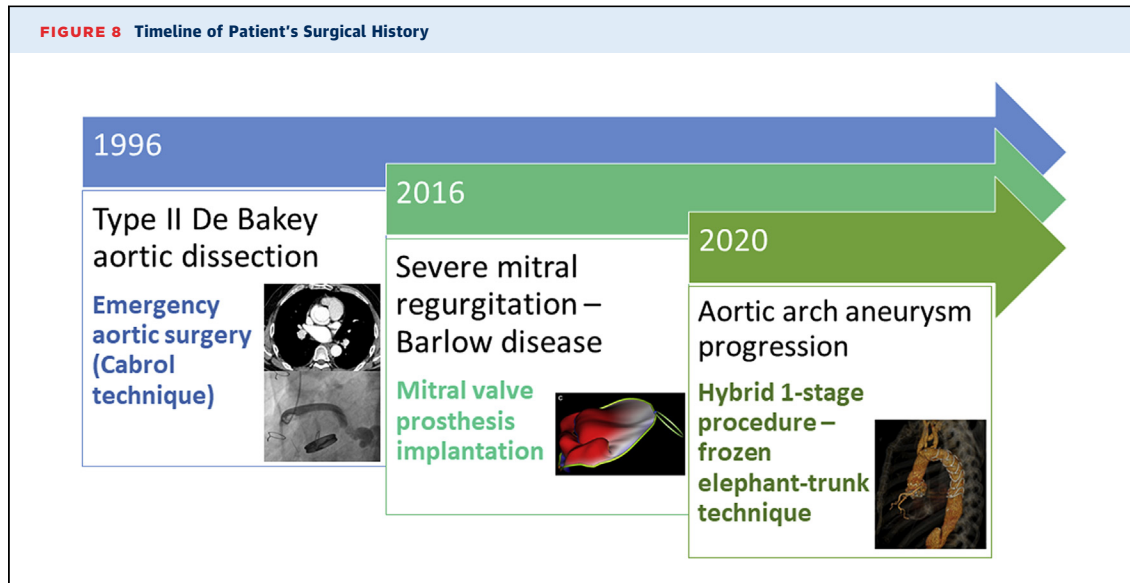 FIGURE 8 Timeline of Patient's Surgical History
1996
Type II De Bakey
aortic dissection
Emergency
aortic surgery
(Cabrol
technique)
2016
Severe mitral
regurgitation –
Barlow disease
Mitral valve
prosthesis
implantation
C
2020
Aortic arch aneurysm
progression
Hybrid 1-stage
procedure –
frozen
elephant-trunk
technique